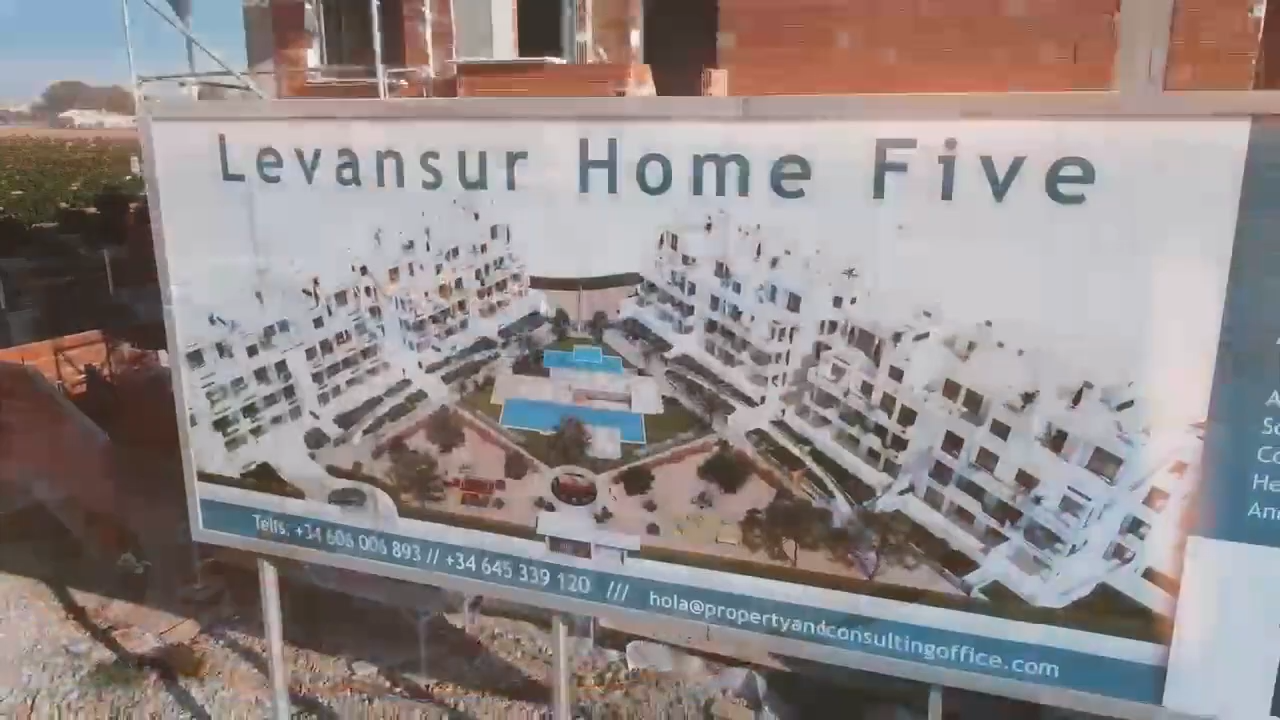 Levansur Home Five
Telfs. +34 606 006 893 // +34 645 339 120 /// hola@propertyandconsultingoffice.com